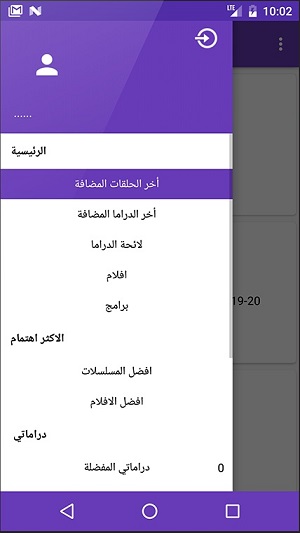 LTE 10:02
......
الرئيسية
أخر الحلقات المضافة
أخر الدراما المضافة
لائحة الدراما
افلام
برامج
19-20
الاكثر اهتمام
افضل المسلسلات
افضل الافلام
دراماتي
دراماتي المفضلة 0